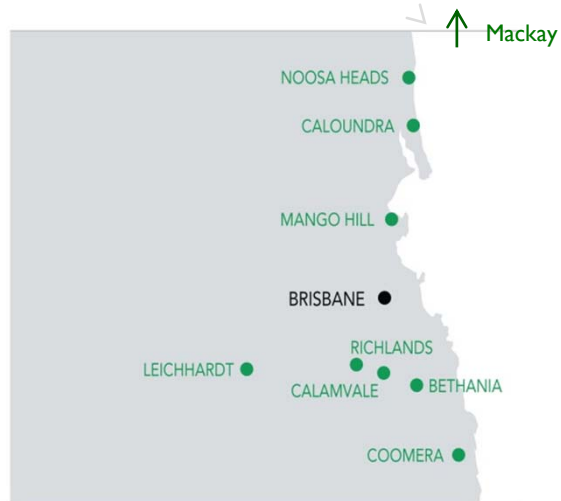 Mackay
NOOSA HEADS
CALOUNDRA
MANGO HILL
BRISBANE
RICHLANDS
LEICHHARDT
CALAMVALE
BETHANIA
COOMERA